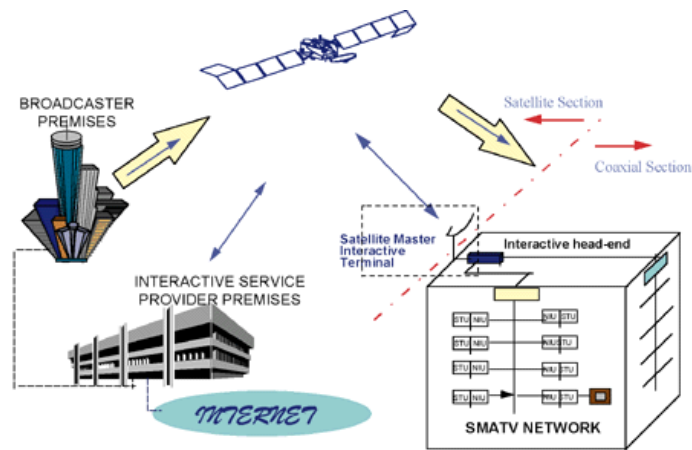 BROADCASTER
PREMISES
Satellite Section
Coaxial Section
Satellite Master
Interactive
Terminal
Interactive head-end
INTERACTIVE SERVICE
PROVIDER PREMISES
INTERNET
STU NIU NIU STU
STU NIU NIU STU
STU NIU NIU STU
STU NIU NIU STU
SMATV NETWORK